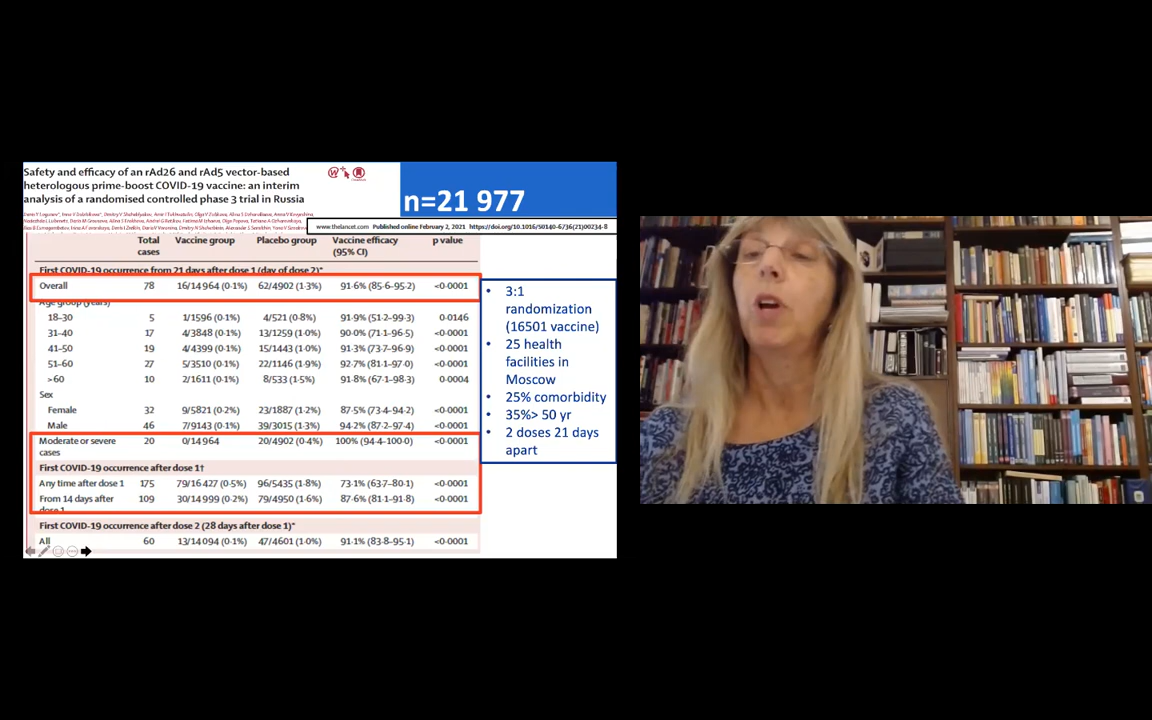 Safety and efficacy of an rAd26 and rAd5 vector-based
heterologous prime-boost COVID-19 vaccine: an interim
analysis of a randomised controlled phase 3 trial in Russia
n=21 977
www.thelancet.com Published online February 2, 2021 https://doi.org/10.1016/S0140-6736(21)00234-8
Total cases Vaccine group Placebo group Vaccine efficacy (95% CI) p value
First COVID-19 occurrence from 21 days after dose 1 (day of dose 2)*
Overall 78 16/14 964 (0·1%) 62/4902 (1·3%) 91·6% (85·6–95·2) <0·0001
Age group (years)
18–30 5 1/1596 (0·1%) 4/521 (0·8%) 91·9% (51·2–99·3) 0·0146
31–40 17 4/3848 (0·1%) 13/1259 (1·0%) 90·0% (71·1–96·5) <0·0001
41–50 19 4/4399 (0·1%) 15/1443 (1·0%) 91·3% (73·7–96·9) <0·0001
51–60 27 5/3510 (0·1%) 22/1146 (1·9%) 92·7% (81·1–97·0) <0·0001
>60 10 2/1611 (0·1%) 8/533 (1·5%) 91·8% (67·1–98·3) 0·0004
Sex
Female 32 9/5821 (0·2%) 23/1887 (1·2%) 87·5% (73·4–94·2) <0·0001
Male 46 7/9143 (0·1%) 39/3015 (1·3%) 94·2% (87·2–97·4) <0·0001
Moderate or severe 20 0/14 964 20/4902 (0·4%) 100% (94·4–100·0) <0·0001
cases
First COVID-19 occurrence after dose 1†
Any time after dose 1 175 79/16 427 (0·5%) 96/5435 (1·8%) 73·1% (63·7–80·1) <0·0001
From 14 days after 109 30/14 999 (0·2%) 79/4950 (1·6%) 87·6% (81·1–91·8) <0·0001
dose 1
First COVID-19 occurrence after dose 2 (28 days after dose 1)*
All 60 13/14 094 (0·1%) 47/4601 (1·0%) 91·1% (83·8–95·1) <0·0001
• 3:1
randomization
(16501 vaccine)
• 25 health
facilities in
Moscow
• 25% comorbidity
• 35%> 50 yr
• 2 doses 21 days
apart